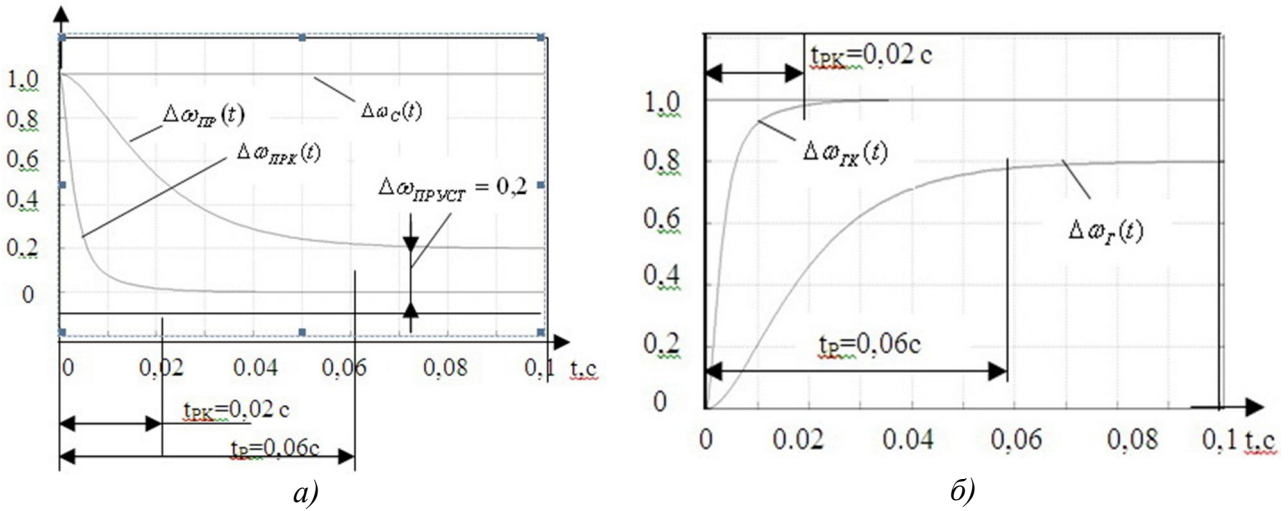 1,0
0,8
0,6
0,4
0,2
0
Δω_ПР(t)
Δω_ПРК(t)
Δω_С(t)
Δω_ПРУСТ = 0,2
0 0,02 0.04 0,06 0,08 0,1 t,c
t_РК=0,02 с
t_Р=0,06с
а)
1,0
0.8
0,6
0,4
0,2
0
t_РК=0,02 с
Δω_ГК(t)
Δω_Г(t)
t_Р=0,06с
0 0.02 0.04 0,06 0,08 0,1 t,c
б)